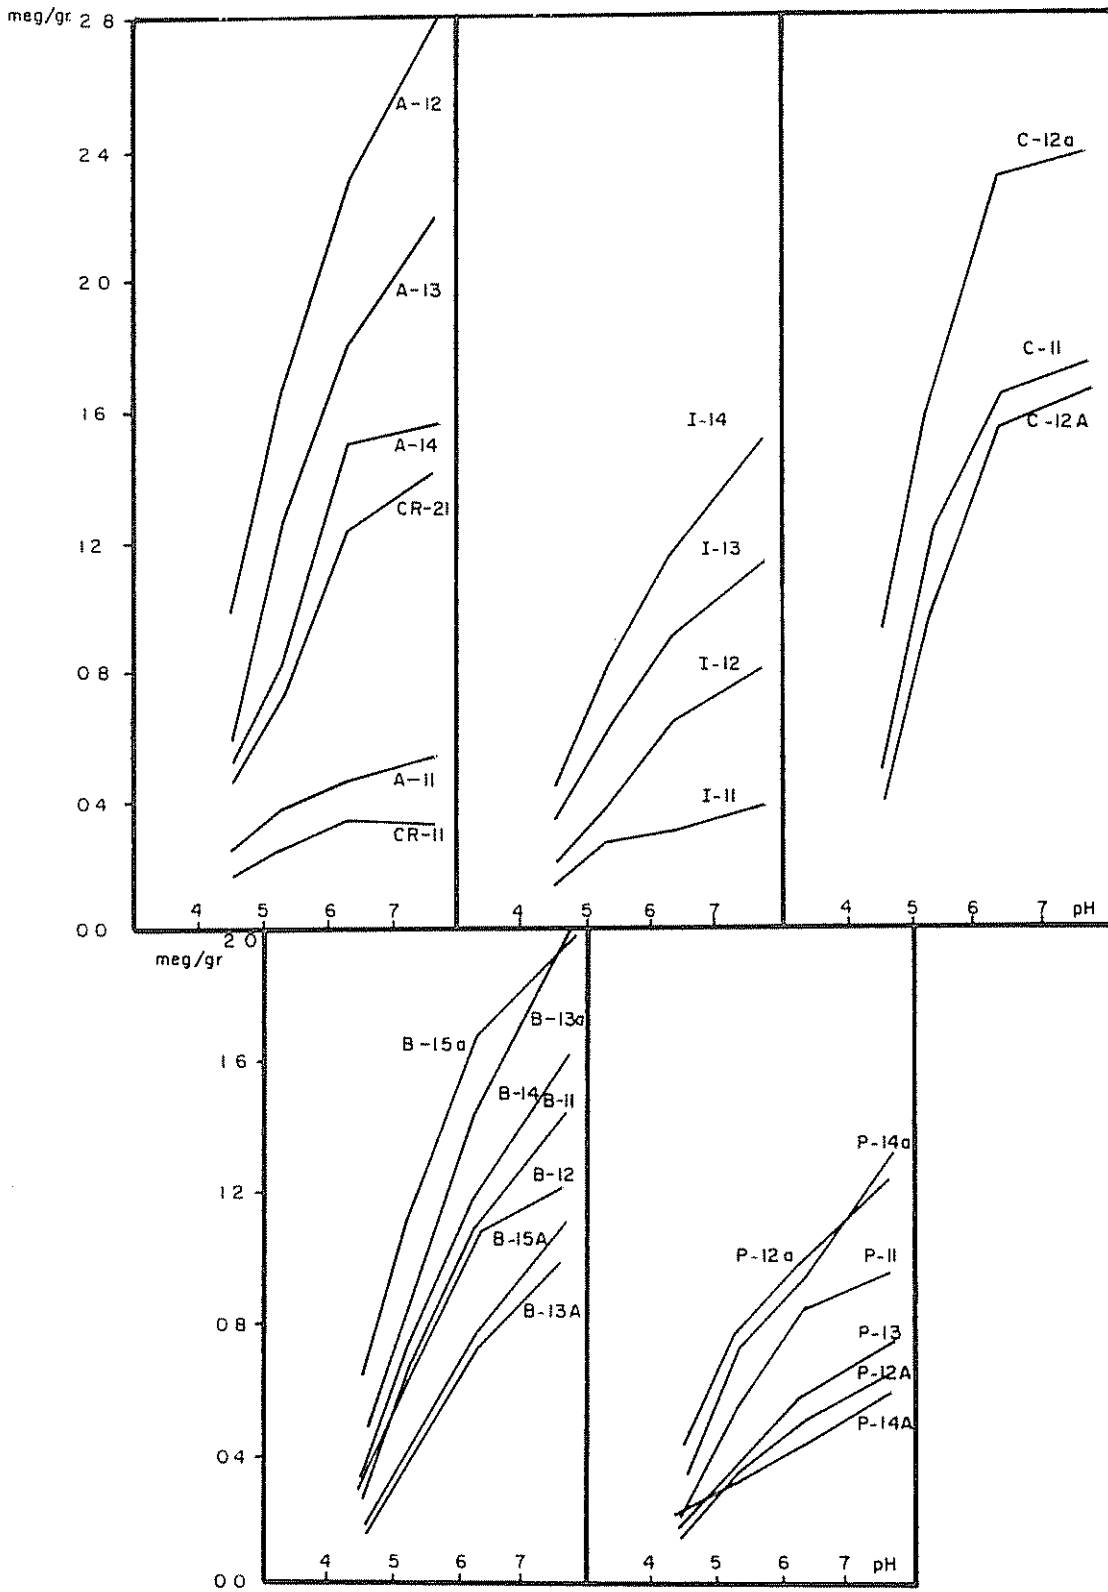 meg/gr.
2 8
A-12
2 4
C-12a
2 0
A-13
C-11
1 6
I-14
A-14
C-12A
CR-21
1 2
I-13
0 8
I-12
A-11
I-11
0 4
CR-11
4 5 6 7 4 5 6 7 4 5 6 7 pH
0 0
2 0
meg/gr
B-13a
B-15a
1 6
B-14
B-11
P-14a
B-12
1 2
B-15A
P-12a
P-11
B-13A
0 8
P-13
P-12A
P-14A
0 4
4 5 6 7 4 5 6 7 pH
0 0